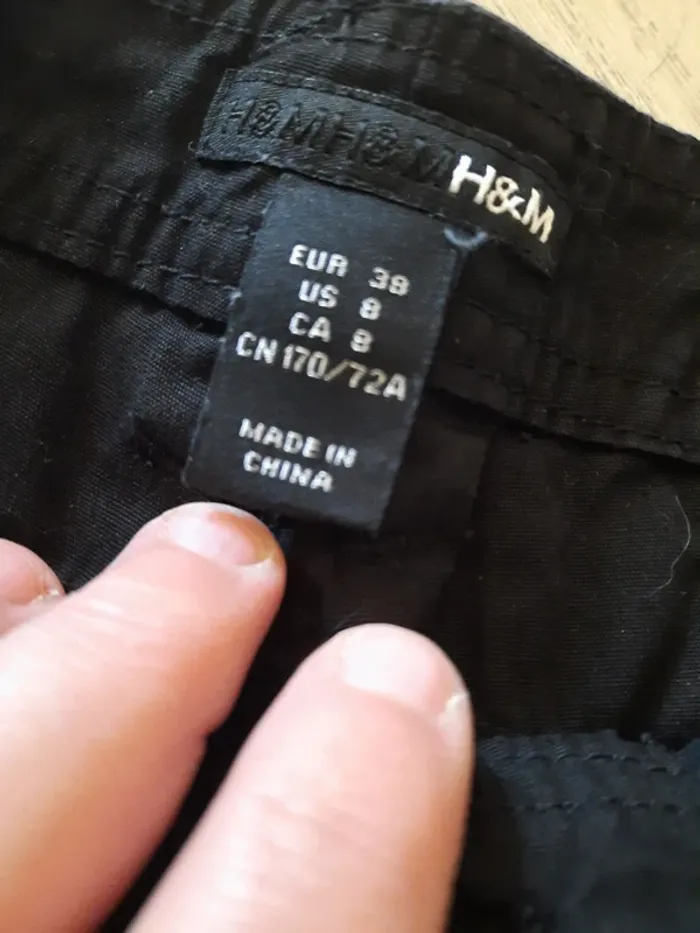 H&M H&M H&M
EUR 38
US 8
CA 8
CN 170/72A
MADE IN
CHINA